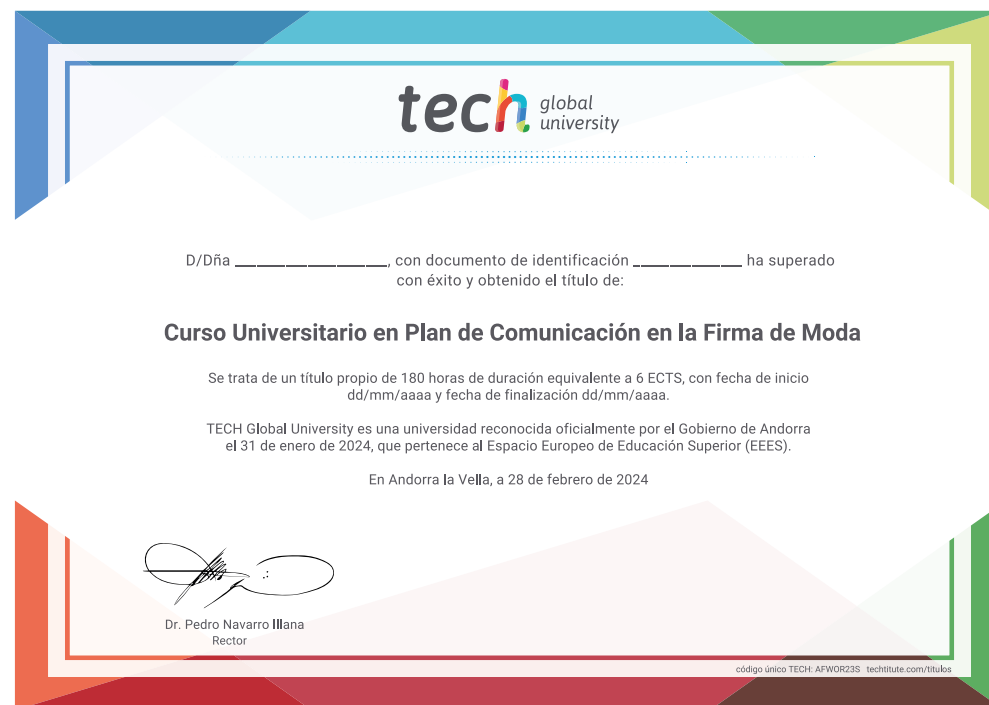 tech global university
D/Dña ____________________, con documento de identificación ______________ ha superado
con éxito y obtenido el título de:
Curso Universitario en Plan de Comunicación en la Firma de Moda
Se trata de un título propio de 180 horas de duración equivalente a 6 ECTS, con fecha de inicio
dd/mm/aaaa y fecha de finalización dd/mm/aaaa.
TECH Global University es una universidad reconocida oficialmente por el Gobierno de Andorra
el 31 de enero de 2024, que pertenece al Espacio Europeo de Educación Superior (EEES).
En Andorra la Vella, a 28 de febrero de 2024
Dr. Pedro Navarro Illana
Rector
código único TECH: AFWOR23S techtitute.com/titulos